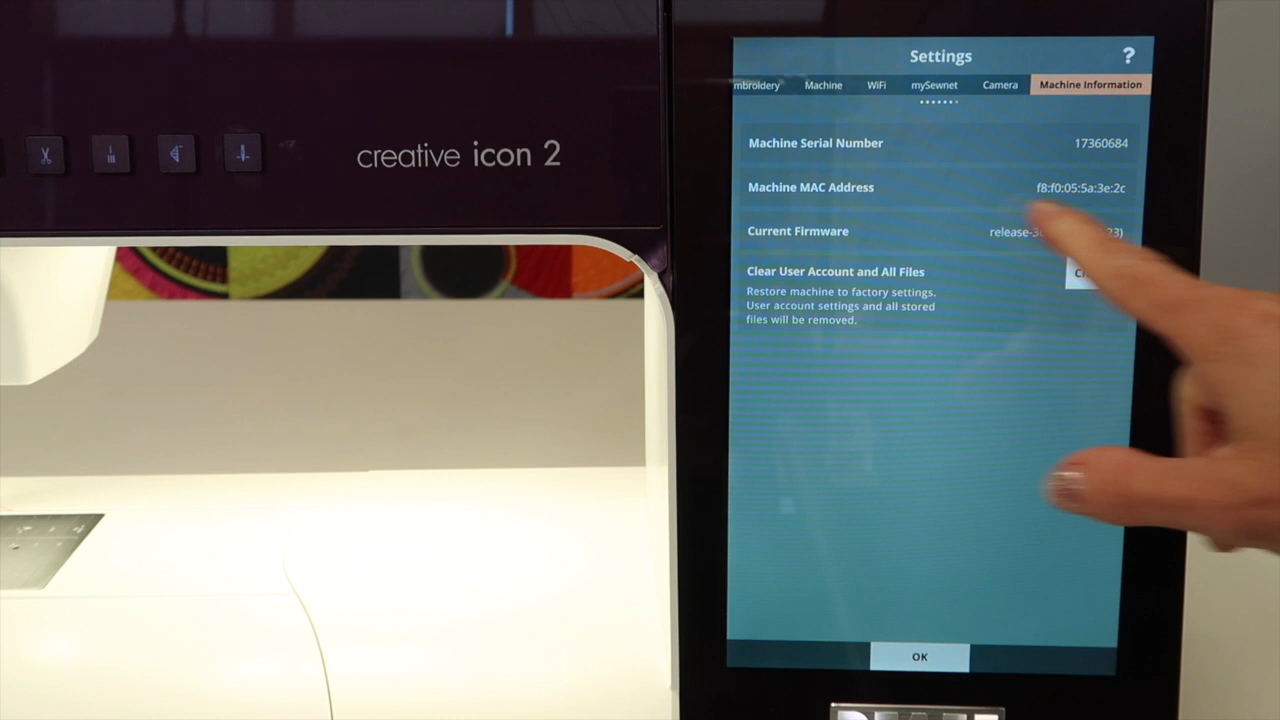 creative icon 2
Settings ?
mbroidery Machine WiFi mySewnet Camera Machine Information
Machine Serial Number 17360684
Machine MAC Address f8:f0:05:5a:3e:2c
Current Firmware
Clear User Account and All Files
Restore machine to factory settings.
User account settings and all stored
files will be removed.
OK